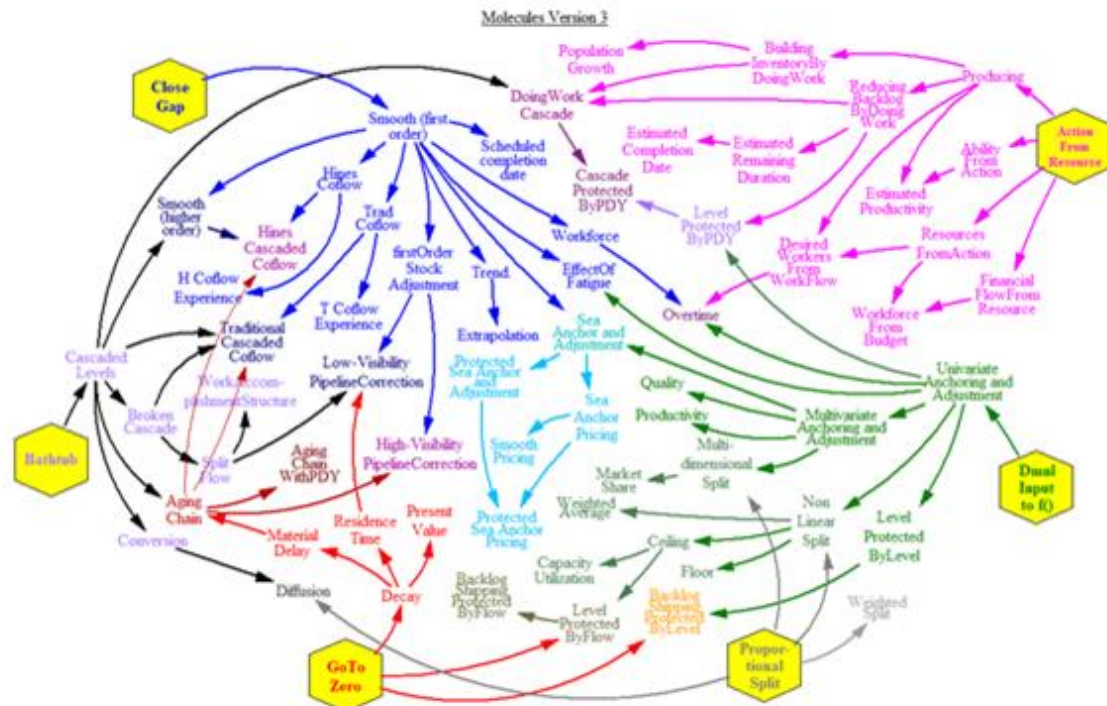 Molecules Version 3
Close
Gap
Population
Growth
Building
InventoryBy
DoingWork
Producing
DoingWork
Cascade
Reducing
Backlog
ByDoing
Work
Action
From
Resourse
Smooth (first
order)
Scheduled
completion
date
Estimated
Completion
Date
Estimated
Remaining
Duration
Ability
From
Action
Hines
Coflow
Cascade
Protected
ByPDY
Estimated
Productivity
Smooth
(higher
order)
Trad
Coflow
Level
Protected
ByPDY
Hines
Cascaded
Coflow
firstOrder
Stock
Adjustment
Workforce
Desired
Workers
From
WorkFlow
Resources
FromAction
Trend
EffectOf
Fatigue
H Coflow
Experience
Financial
FlowFrom
Resource
T Coflow
Experience
Extrapolation
Sea
Anchor and
Adjustment
Overtime
Workforce
From
Budget
Traditional
Cascaded
Coflow
Cascaded
Levels
Low-Visibility
PipelineCorrection
Protected
Sea Anchor
and
Adjustment
Univariate
Anchoring and
Adjustment
Workaccom-
plishmentStructure
Quality
Broken
Cascade
Sea
Anchor
Pricing
Productivity
Multivariate
Anchoring and
Adjustment
Bathtub
Split
Flow
Aging
Chain
WithPDY
High-Visibility
PipelineCorrection
Smooth
Pricing
Multi-
dimensional
Split
Dual
Input
to f()
Market
Share
Aging
Chain
Residence
Time
Present
Value
Protected
Sea Anchor
Pricing
Weighted
Average
Non
Linear
Split
Level
Protected
ByLevel
Conversion
Material
Delay
Ceiling
Capacity
Utilization
Floor
Diffusion
Decay
Backlog
Shipping
Protected
ByFlow
Level
Protected
ByFlow
Backlog
Shipping
Protected
ByLevel
Weighted
Split
GoTo
Zero
Propor-
tional
Split